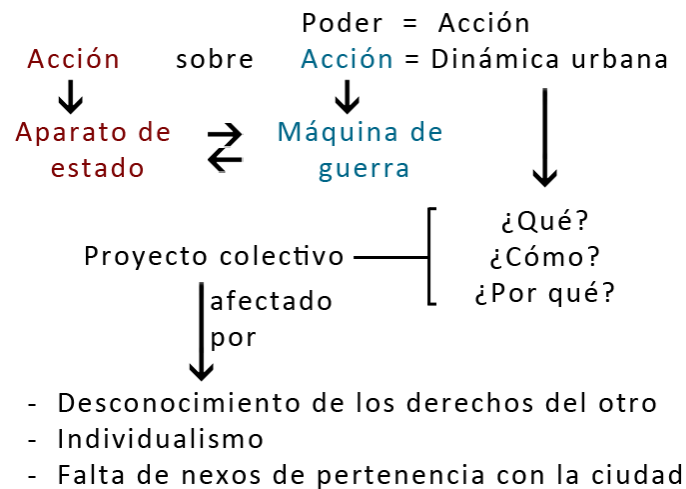 Poder = Acción
Acción sobre Acción = Dinámica urbana
Aparato de estado
Máquina de guerra
¿Qué?
¿Cómo?
¿Por qué?
Proyecto colectivo
afectado
por
- Desconocimiento de los derechos del otro
- Individualismo
- Falta de nexos de pertenencia con la ciudad